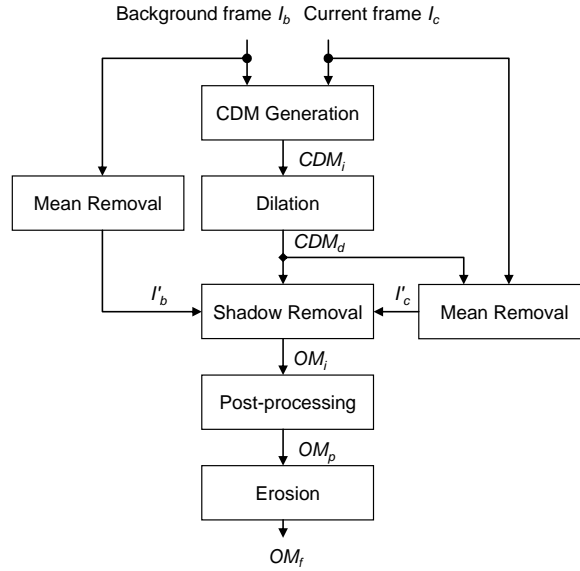 Background frame I_b Current frame I_c
CDM Generation
CDM_i
Mean Removal
Dilation
CDM_d
I'_b
I'_c
Shadow Removal
Mean Removal
OM_i
Post-processing
OM_p
Erosion
OM_f